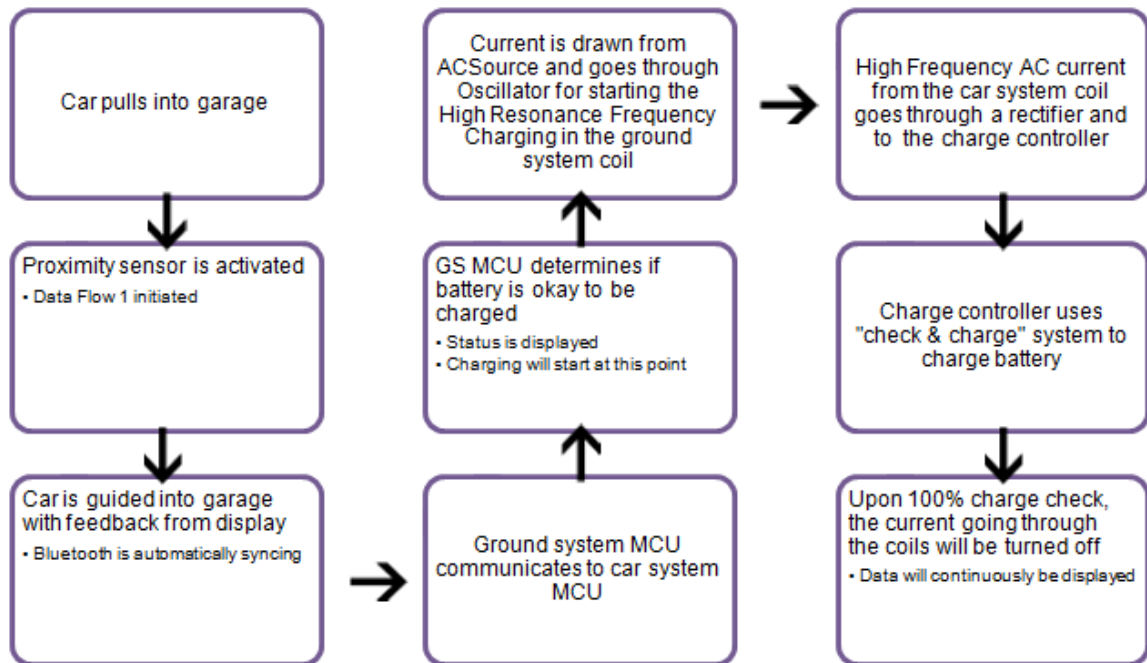 Car pulls into garage
Proximity sensor is activated
▪ Data Flow 1 initiated
Car is guided into garage
with feedback from display
▪ Bluetooth is automatically syncing
Ground system MCU
communicates to car system
MCU
GS MCU determines if
battery is okay to be
charged
▪ Status is displayed
▪ Charging will start at this point
Current is drawn from
ACSource and goes through
Oscillator for starting the
High Resonance Frequency
Charging in the ground
system coil
High Frequency AC current
from the car system coil
goes through a rectifier and
to the charge controller
Charge controller uses
"check & charge" system to
charge battery
Upon 100% charge check,
the current going through
the coils will be turned off
▪ Data will continuously be displayed